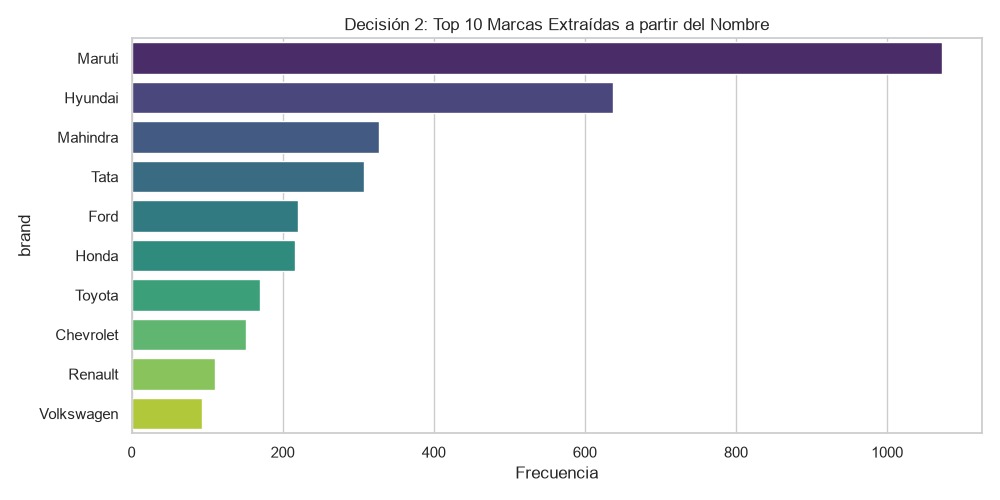 Decisión 2: Top 10 Marcas Extraídas a partir del Nombre
brand
Maruti
Hyundai
Mahindra
Tata
Ford
Honda
Toyota
Chevrolet
Renault
Volkswagen
0 200 400 600 800 1000
Frecuencia